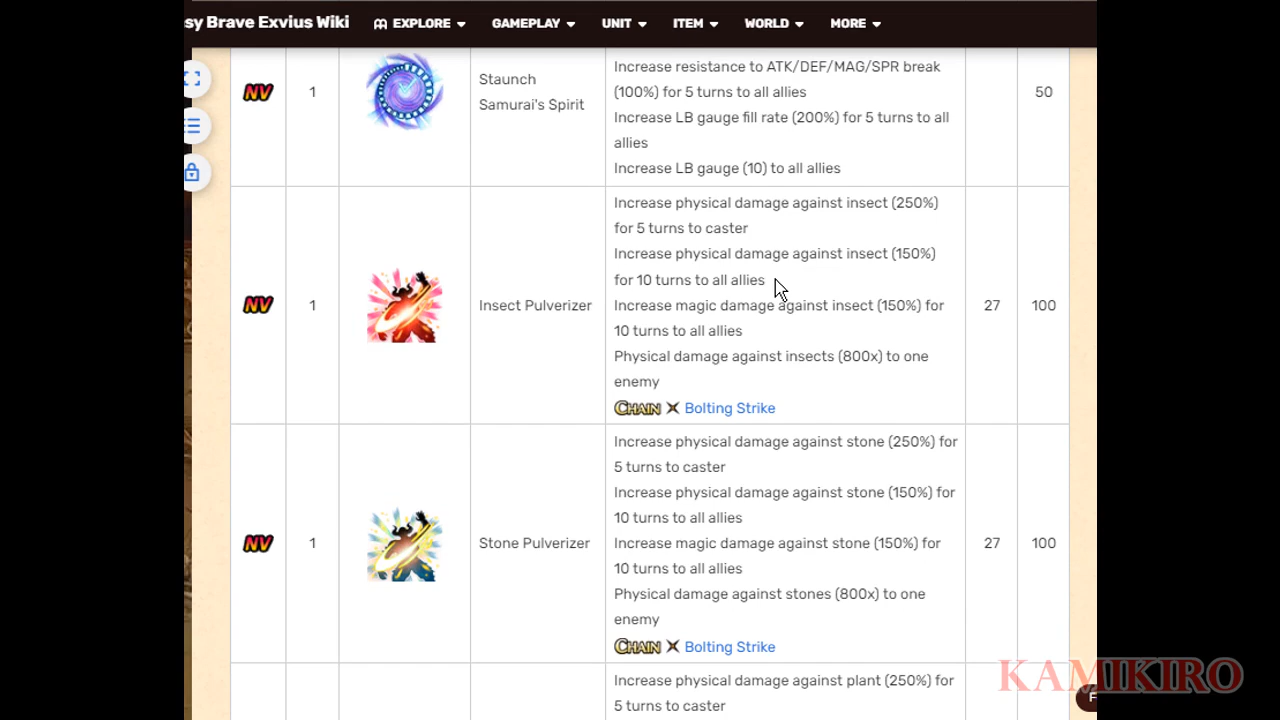 sy Brave Exvius Wiki EXPLORE GAMEPLAY UNIT ITEM WORLD MORE
NV 1 Staunch Samurai's Spirit
Increase resistance to ATK/DEF/MAG/SPR break
(100%) for 5 turns to all allies
Increase LB gauge fill rate (200%) for 5 turns to all
allies
Increase LB gauge (10) to all allies
50
NV 1 Insect Pulverizer
Increase physical damage against insect (250%)
for 5 turns to caster
Increase physical damage against insect (150%)
for 10 turns to all allies
Increase magic damage against insect (150%) for
10 turns to all allies
Physical damage against insects (800x) to one
enemy
CHAIN Bolting Strike
27 100
NV 1 Stone Pulverizer
Increase physical damage against stone (250%) for
5 turns to caster
Increase physical damage against stone (150%) for
10 turns to all allies
Increase magic damage against stone (150%) for
10 turns to all allies
Physical damage against stones (800x) to one
enemy
CHAIN Bolting Strike
27 100
Increase physical damage against plant (250%) for
5 turns to caster
KAMIKIRO
F